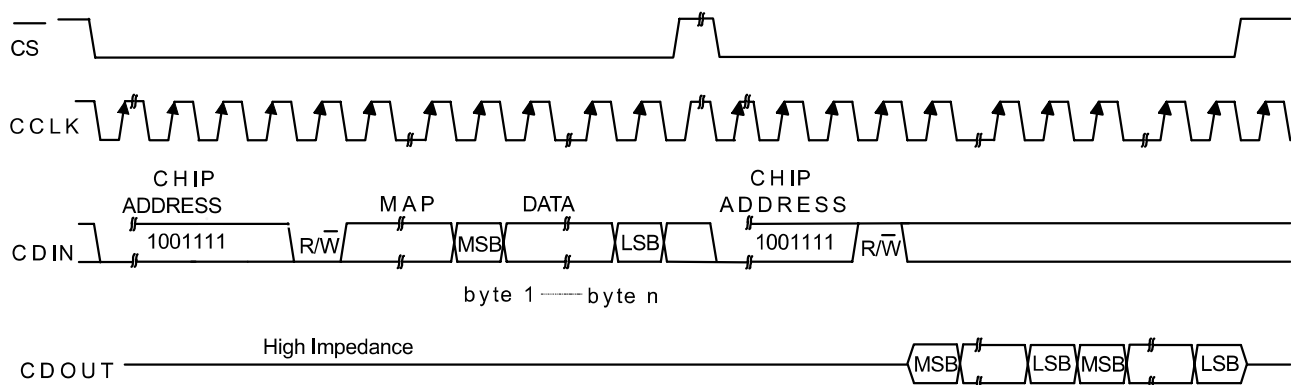 CS
CCLK
CHIP
ADDRESS
MAP
DATA
CHIP
ADDRESS
CDIN
1001111
R/W
MSB
LSB
1001111
R/W
byte 1
byte n
High Impedance
CDOUT
MSB
LSB
MSB
LSB